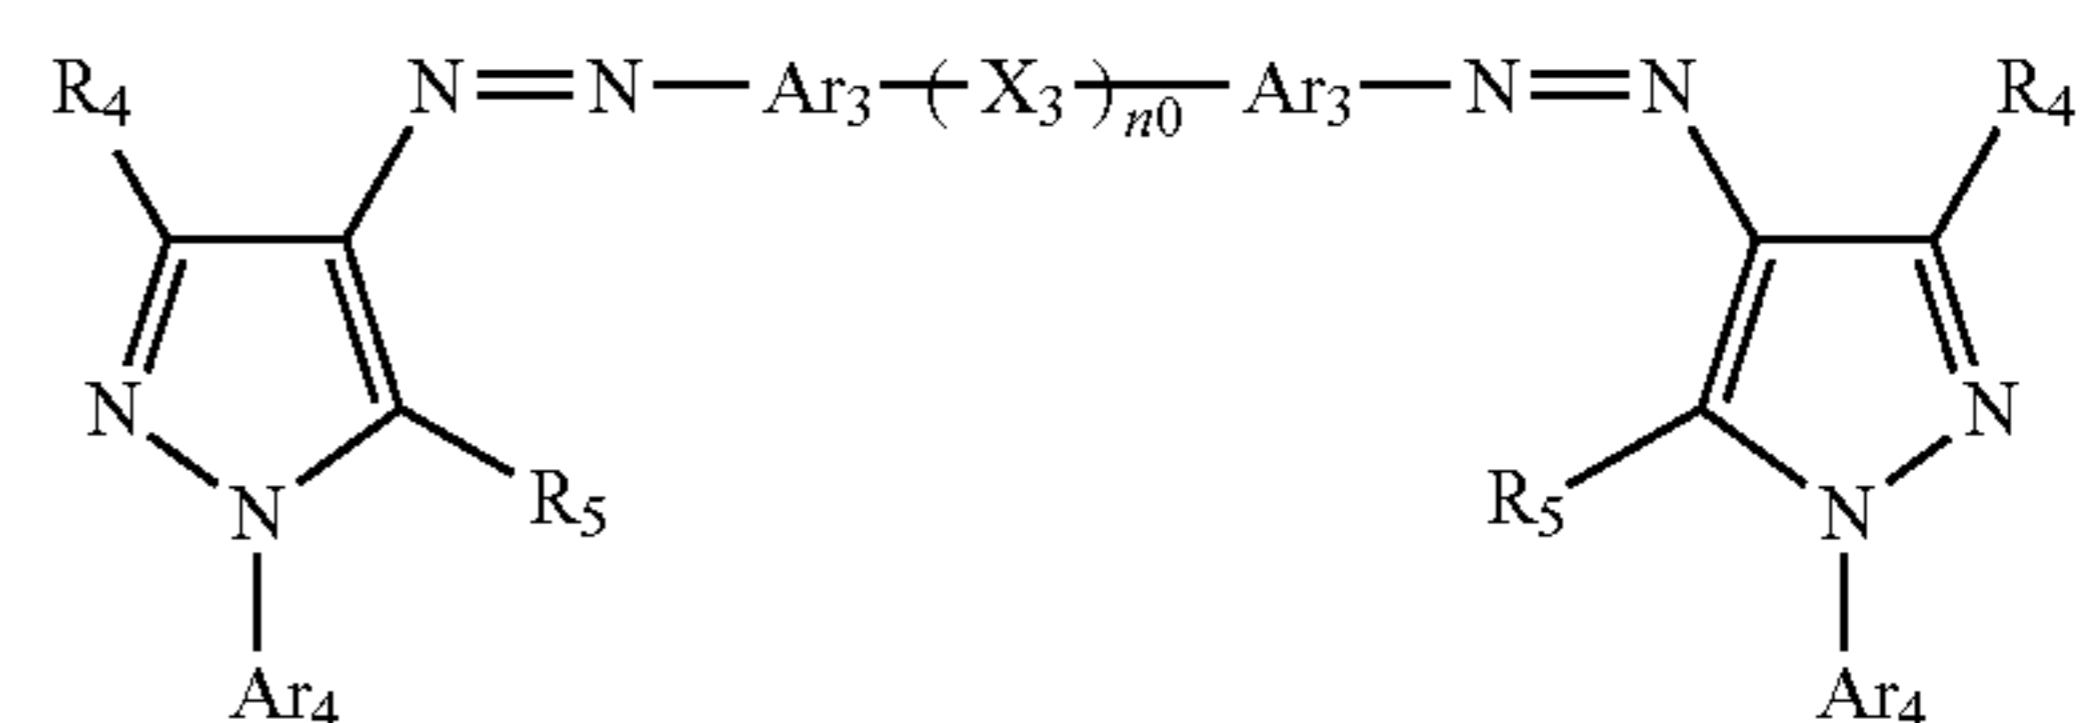 R4 N=N—Ar3—(X3)n0—Ar3—N=N R4
N N
R5 R5
N N
Ar4 Ar4